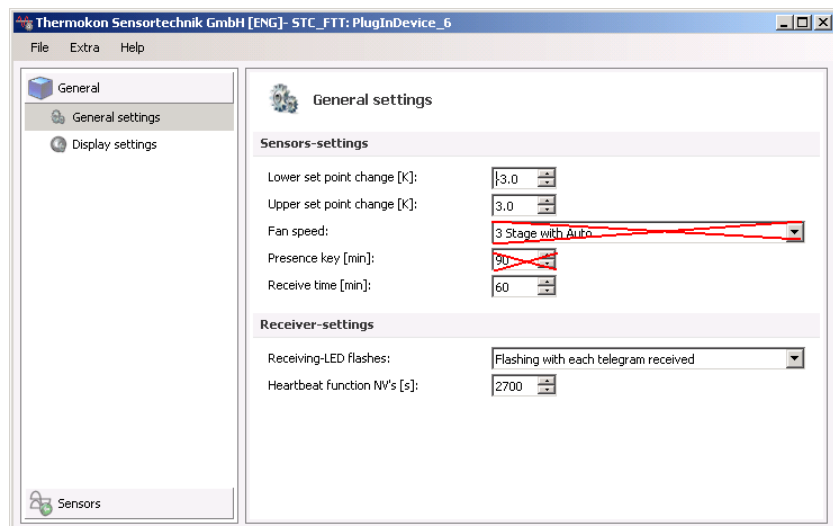 Thermokon Sensortechnik GmbH [ENG]- STC_FTT: PlugInDevice_6
File Extra Help
General
General settings
Display settings
Sensors
General settings
Sensors-settings
Lower set point change [K]: -3.0
Upper set point change [K]: 3.0
Fan speed: 3 Stage with Auto
Presence key [min]: 90
Receive time [min]: 60
Receiver-settings
Receiving-LED flashes: Flashing with each telegram received
Heartbeat function NV's [s]: 2700